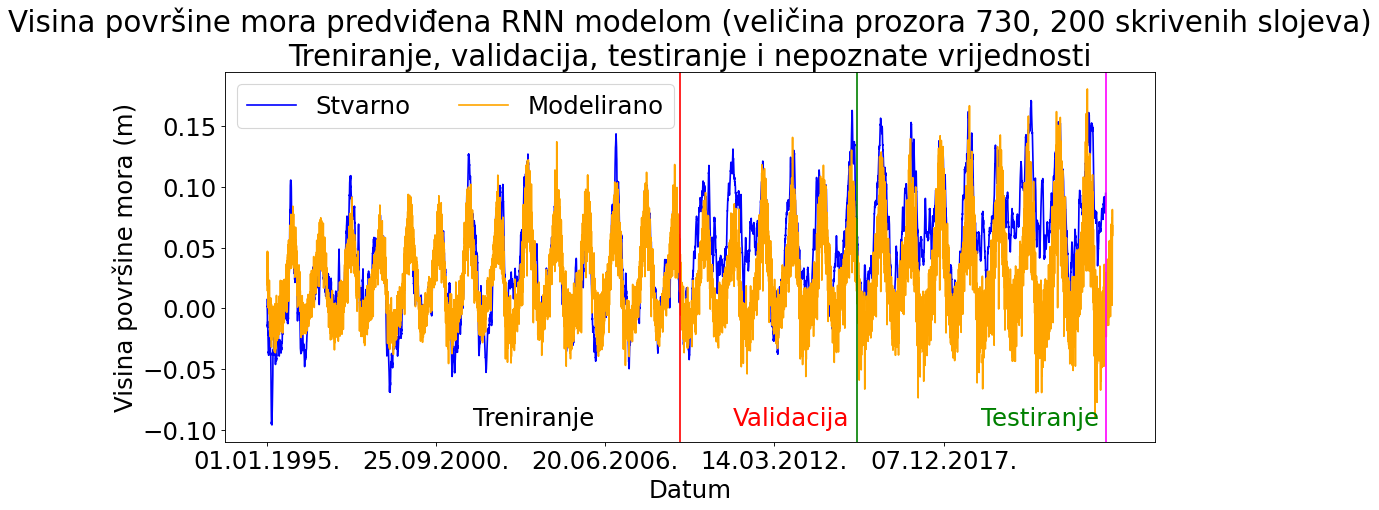 Visina površine mora predviđena RNN modelom (veličina prozora 730, 200 skrivenih slojeva)
Treniranje, validacija, testiranje i nepoznate vrijednosti
Stvarno
Modelirano
Visina površine mora (m)
0.15
0.10
0.05
0.00
−0.05
−0.10
Treniranje
Validacija
Testiranje
01.01.1995.
25.09.2000.
20.06.2006.
14.03.2012.
07.12.2017.
Datum